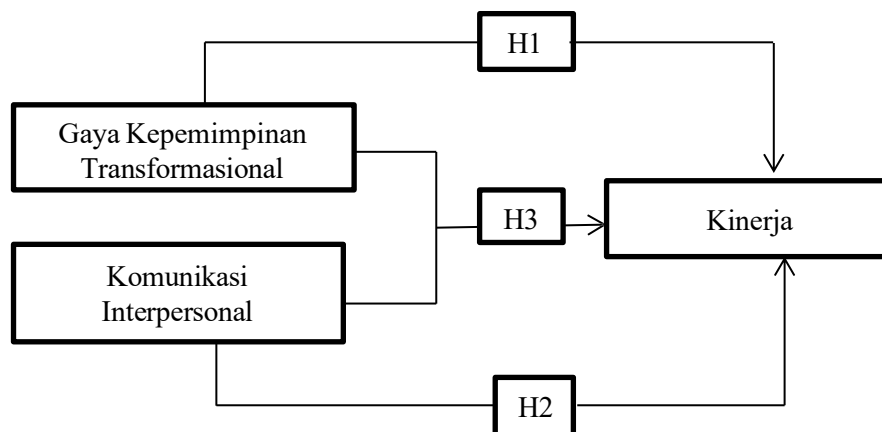 H1
Gaya Kepemimpinan
Transformasional
H3
Kinerja
Komunikasi
Interpersonal
H2